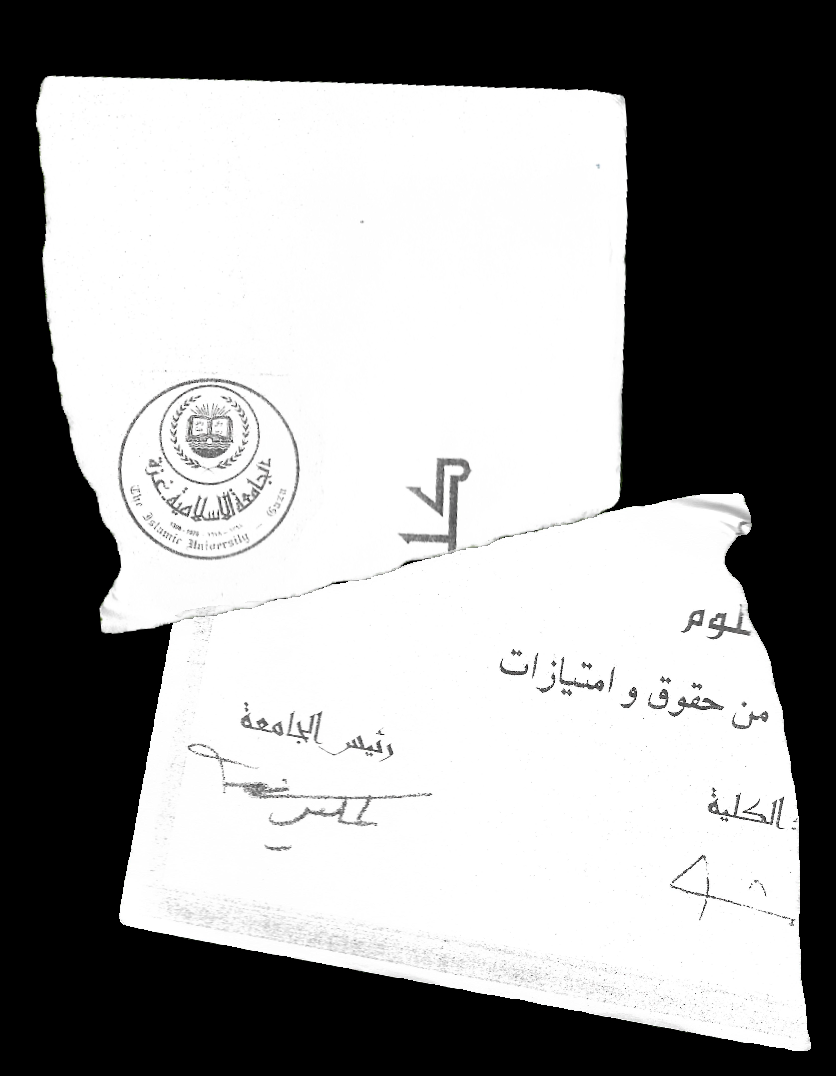 الجامعة الإسلامية - غزة
The Islamic University - Gaza
لوم
من حقوق و امتيازات
رئيس الجامعة
الكلية